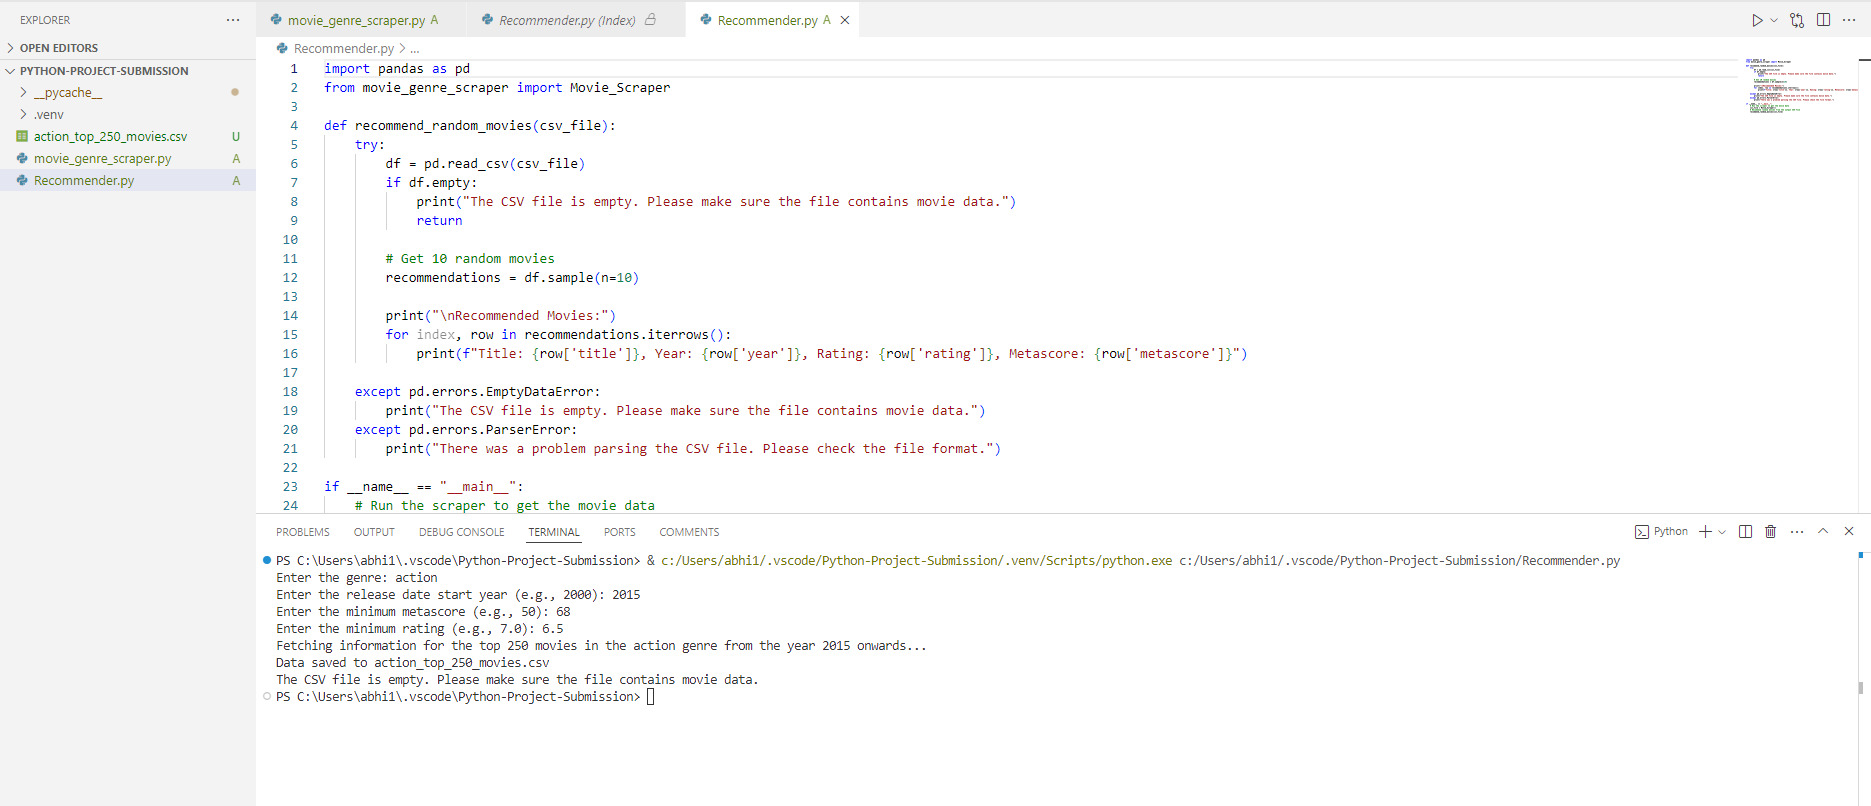 EXPLORER
OPEN EDITORS
PYTHON-PROJECT-SUBMISSION
__pycache__
.venv
action_top_250_movies.csv U
movie_genre_scraper.py A
Recommender.py A
movie_genre_scraper.py A
Recommender.py (Index)
Recommender.py A
Recommender.py > ...
1 import pandas as pd
2 from movie_genre_scraper import Movie_Scraper
3
4 def recommend_random_movies(csv_file):
5 try:
6 df = pd.read_csv(csv_file)
7 if df.empty:
8 print("The CSV file is empty. Please make sure the file contains movie data.")
9 return
10
11 # Get 10 random movies
12 recommendations = df.sample(n=10)
13
14 print("\nRecommended Movies:")
15 for index, row in recommendations.iterrows():
16 print(f"Title: {row['title']}, Year: {row['year']}, Rating: {row['rating']}, Metascore: {row['metascore']}")
17
18 except pd.errors.EmptyDataError:
19 print("The CSV file is empty. Please make sure the file contains movie data.")
20 except pd.errors.ParserError:
21 print("There was a problem parsing the CSV file. Please check the file format.")
22
23 if __name__ == "__main__":
24 # Run the scraper to get the movie data
PROBLEMS OUTPUT DEBUG CONSOLE TERMINAL PORTS COMMENTS
Python
PS C:\Users\abhi1\.vscode\Python-Project-Submission> & c:/Users/abhi1/.vscode/Python-Project-Submission/.venv/Scripts/python.exe c:/Users/abhi1/.vscode/Python-Project-Submission/Recommender.py
Enter the genre: action
Enter the release date start year (e.g., 2000): 2015
Enter the minimum metascore (e.g., 50): 68
Enter the minimum rating (e.g., 7.0): 6.5
Fetching information for the top 250 movies in the action genre from the year 2015 onwards...
Data saved to action_top_250_movies.csv
The CSV file is empty. Please make sure the file contains movie data.
PS C:\Users\abhi1\.vscode\Python-Project-Submission>